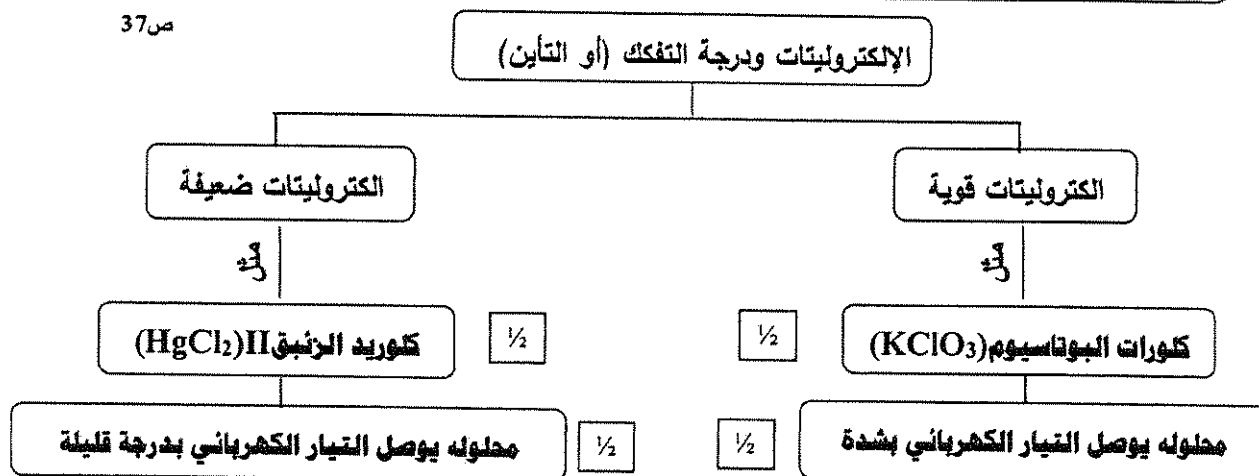 ص37
الإلكتروليتات ودرجة التفكك (أو التأين)
الكتروليتات قوية
الكتروليتات ضعيفة
مثل
مثل
كلورات البوتاسيوم(KClO₃)
½
½
كلوريد الزئبقII(HgCl₂)
محلوله يوصل التيار الكهربائي بشدة
½
½
محلوله يوصل التيار الكهربائي بدرجة قليلة